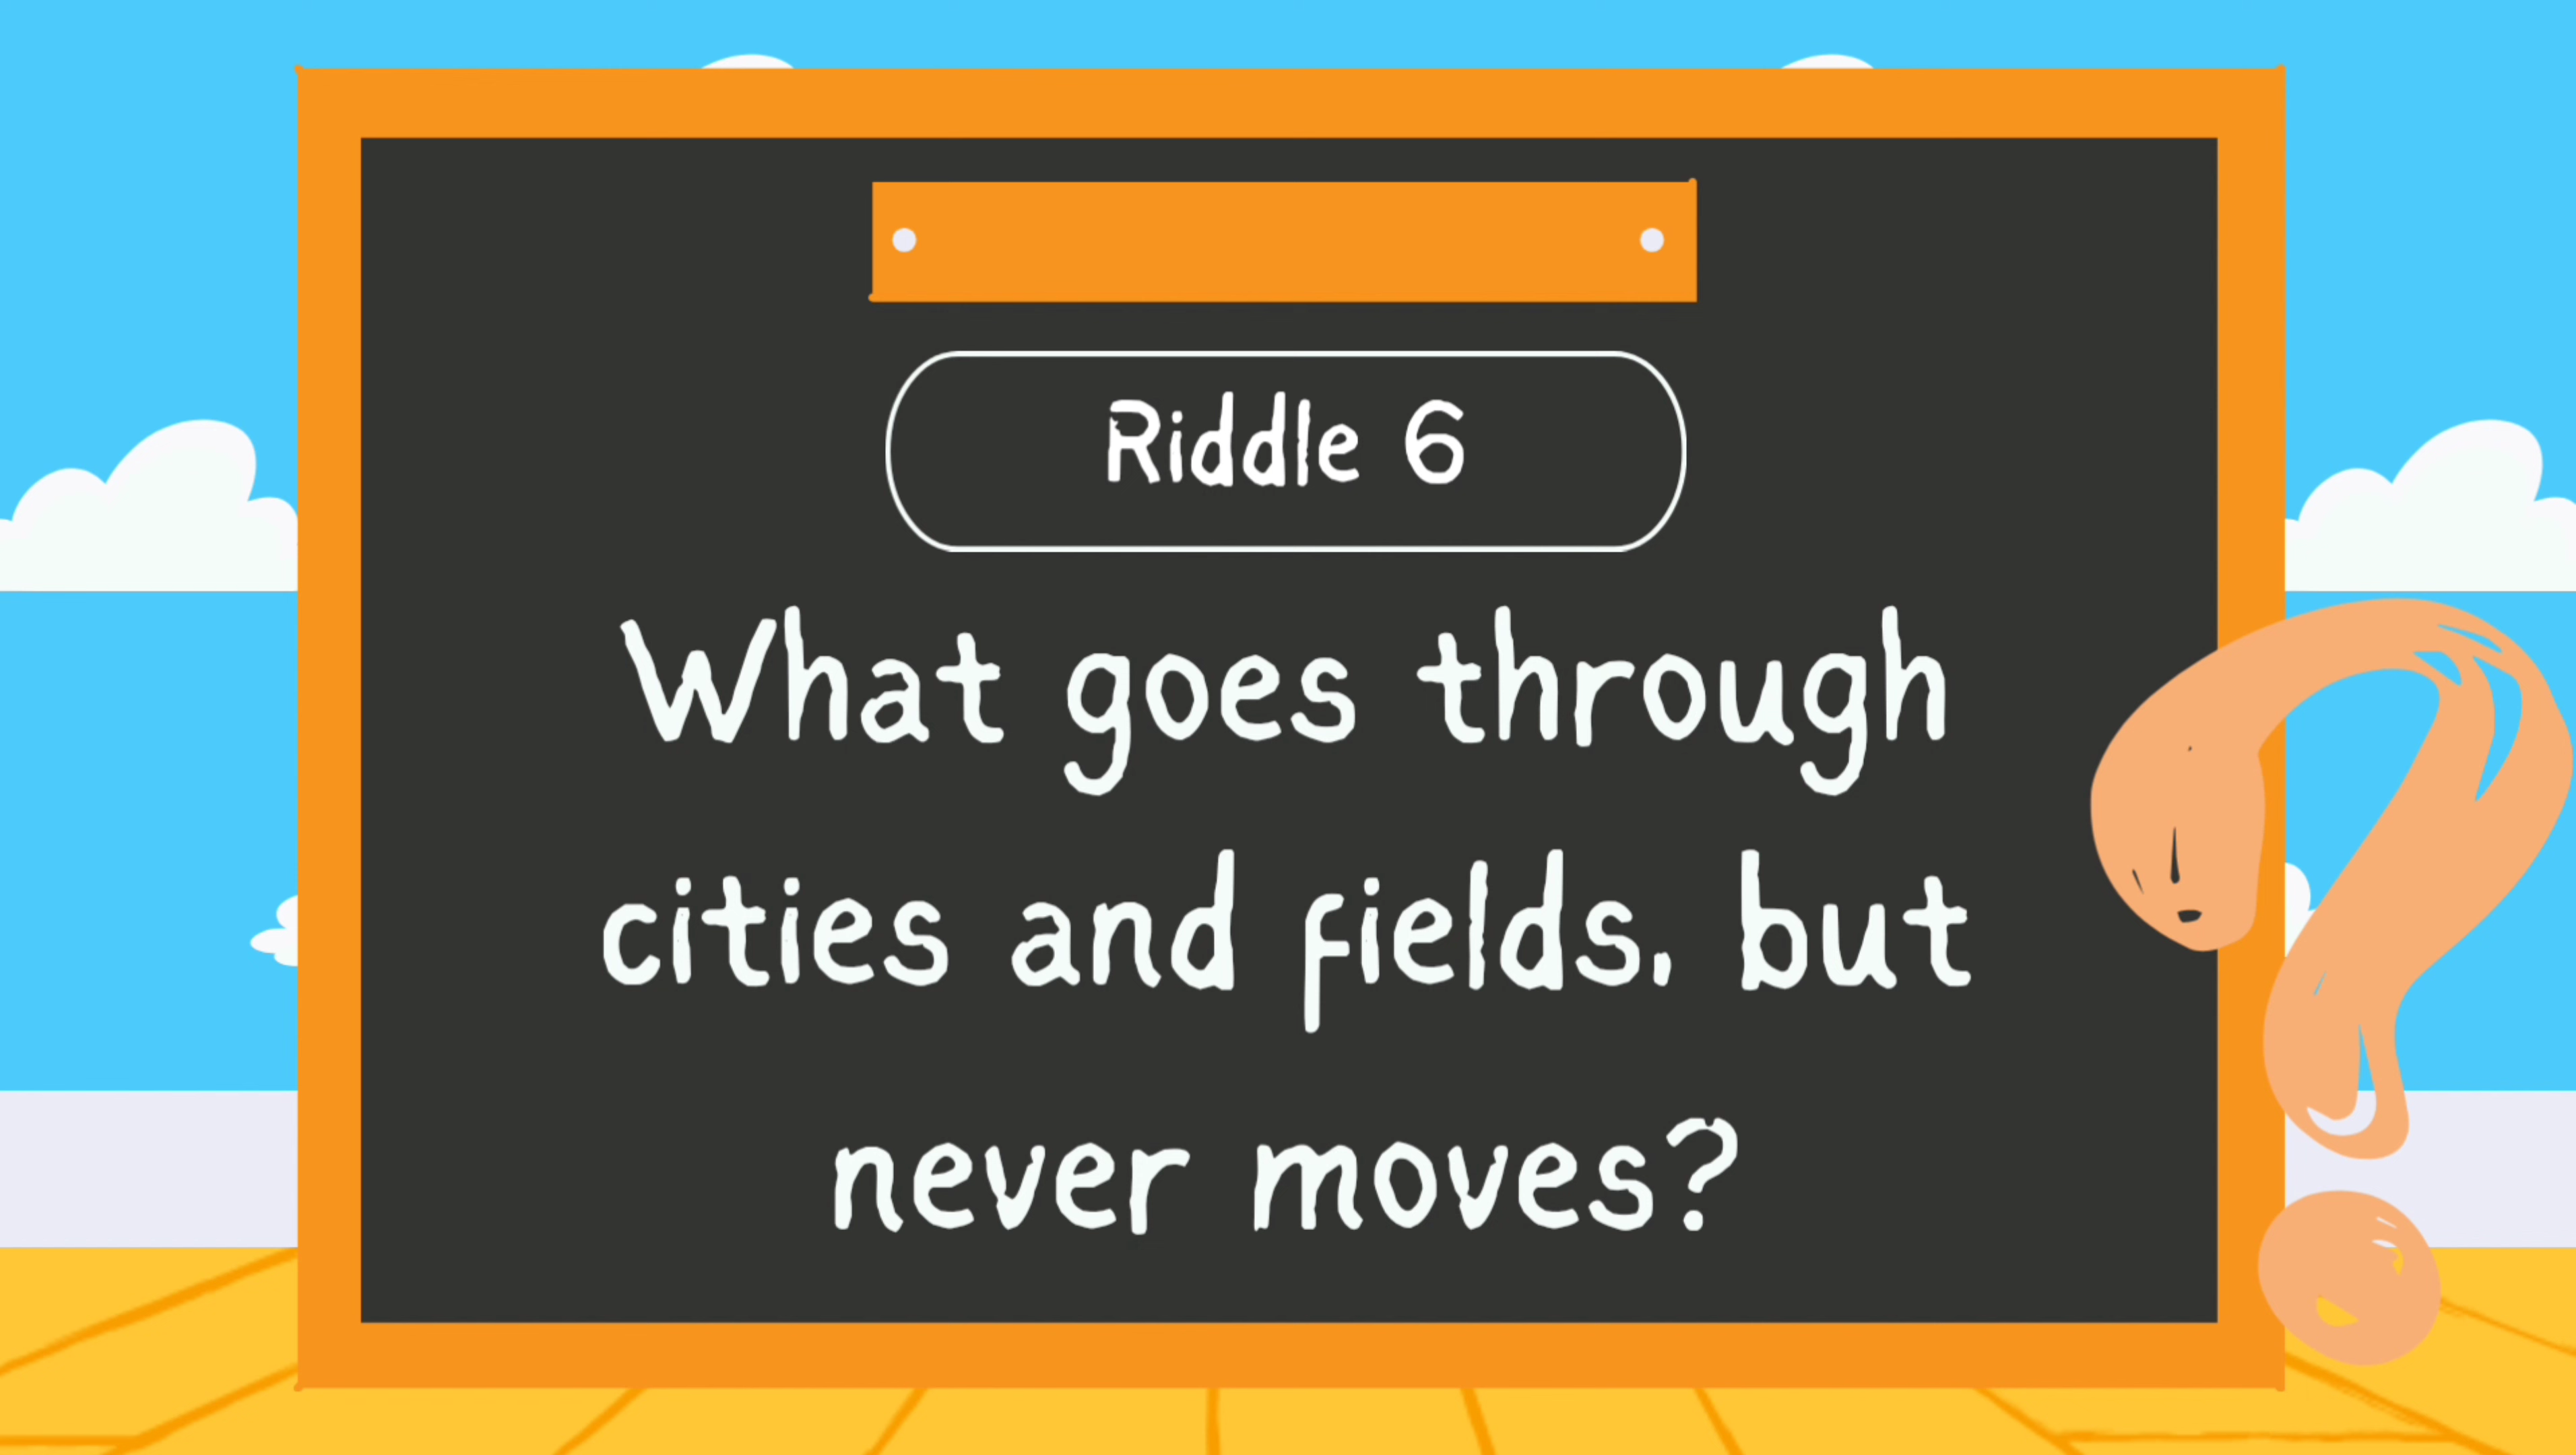 Riddle 6
What goes through
cities and fields, but
never moves?